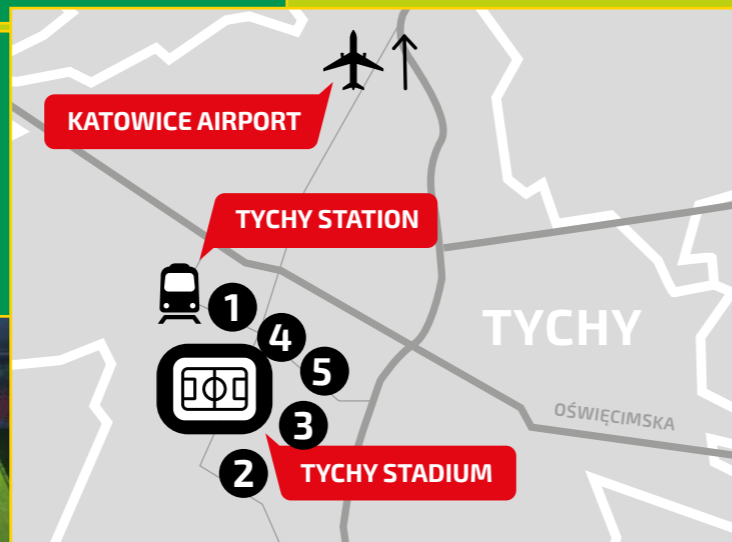 KATOWICE AIRPORT
TYCHY STATION
1
4
5
TYCHY
3
OŚWIĘCIMSKA
2
TYCHY STADIUM